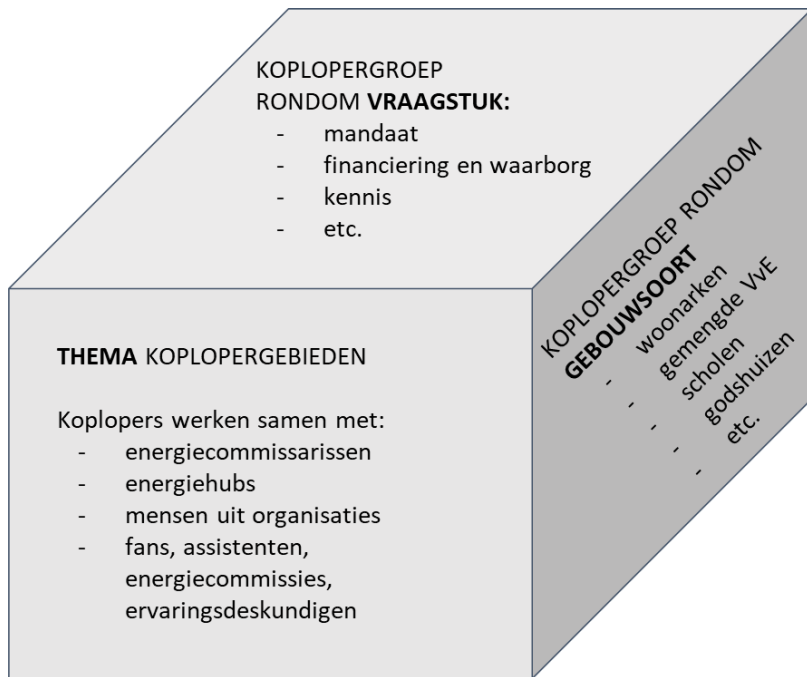 KOPLOPERGROEP
RONDOM VRAAGSTUK:
- mandaat
- financiering en waarborg
- kennis
- etc.
THEMA KOPLOPERGEBIEDEN
Koplopers werken samen met:
- energiecommissarissen
- energiehubs
- mensen uit organisaties
- fans, assistenten,
energiecommissies,
ervaringsdeskundigen
KOPLOPERGROEP RONDOM
GEBOUWSOORT
- woonarken
- gemengde VvE
- scholen
- godshuizen
- etc.